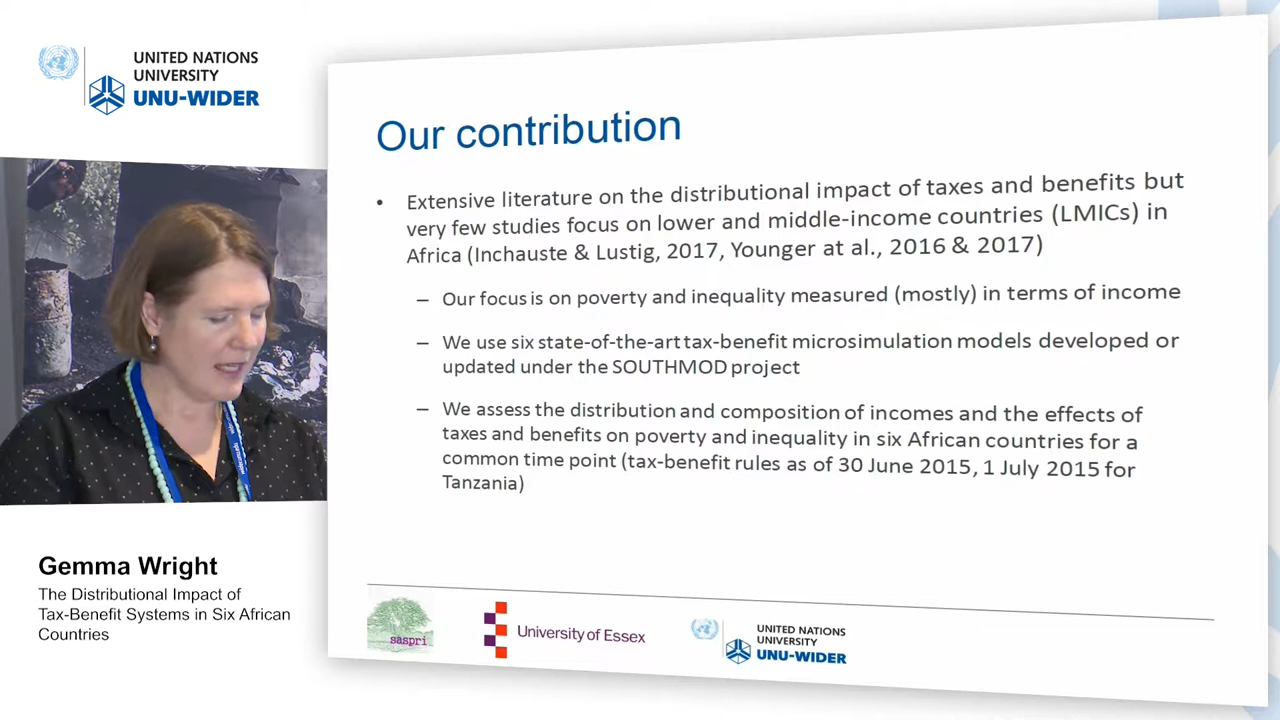 UNITED NATIONS
UNIVERSITY
UNU-WIDER
Our contribution
• Extensive literature on the distributional impact of taxes and benefits but
very few studies focus on lower and middle-income countries (LMICs) in
Africa (Inchauste & Lustig, 2017, Younger at al., 2016 & 2017)
– Our focus is on poverty and inequality measured (mostly) in terms of income
– We use six state-of-the-art tax-benefit microsimulation models developed or
updated under the SOUTHMOD project
– We assess the distribution and composition of incomes and the effects of
taxes and benefits on poverty and inequality in six African countries for a
common time point (tax-benefit rules as of 30 June 2015, 1 July 2015 for
Tanzania)
Gemma Wright
The Distributional Impact of
Tax-Benefit Systems in Six African
Countries
saspri
University of Essex
UNITED NATIONS
UNIVERSITY
UNU-WIDER